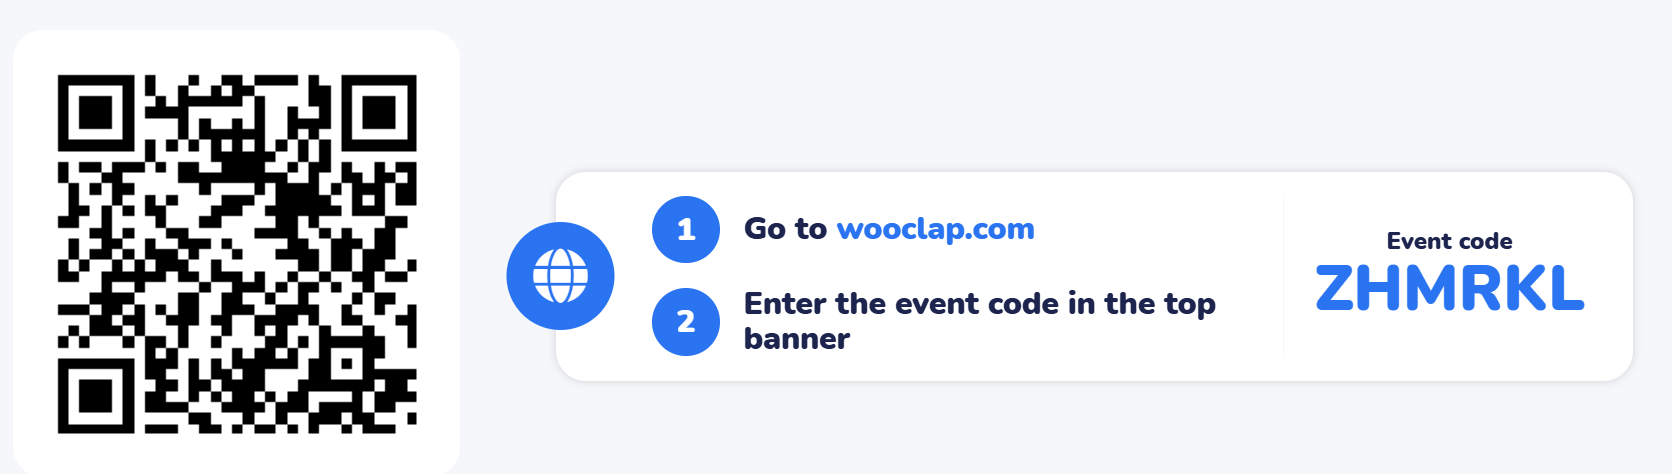 1 Go to wooclap.com
2 Enter the event code in the top
banner
Event code
ZHMRKL